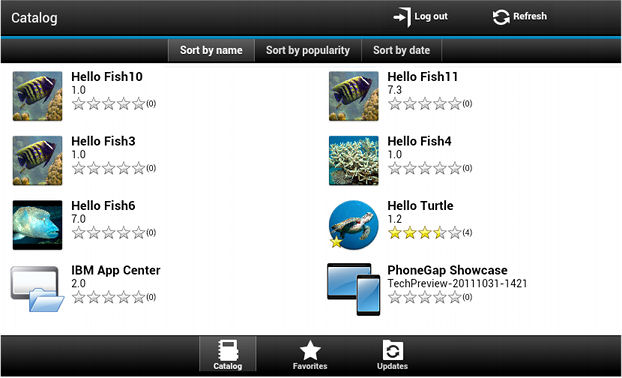 Catalog
Log out
Refresh
Sort by name
Sort by popularity
Sort by date
Hello Fish10
1.0
(0)
Hello Fish11
7.3
(0)
Hello Fish3
1.0
(0)
Hello Fish4
1.0
(0)
Hello Fish6
7.0
(0)
Hello Turtle
1.2
(4)
IBM App Center
2.0
(0)
PhoneGap Showcase
TechPreview-20111031-1421
(0)
Catalog
Favorites
Updates